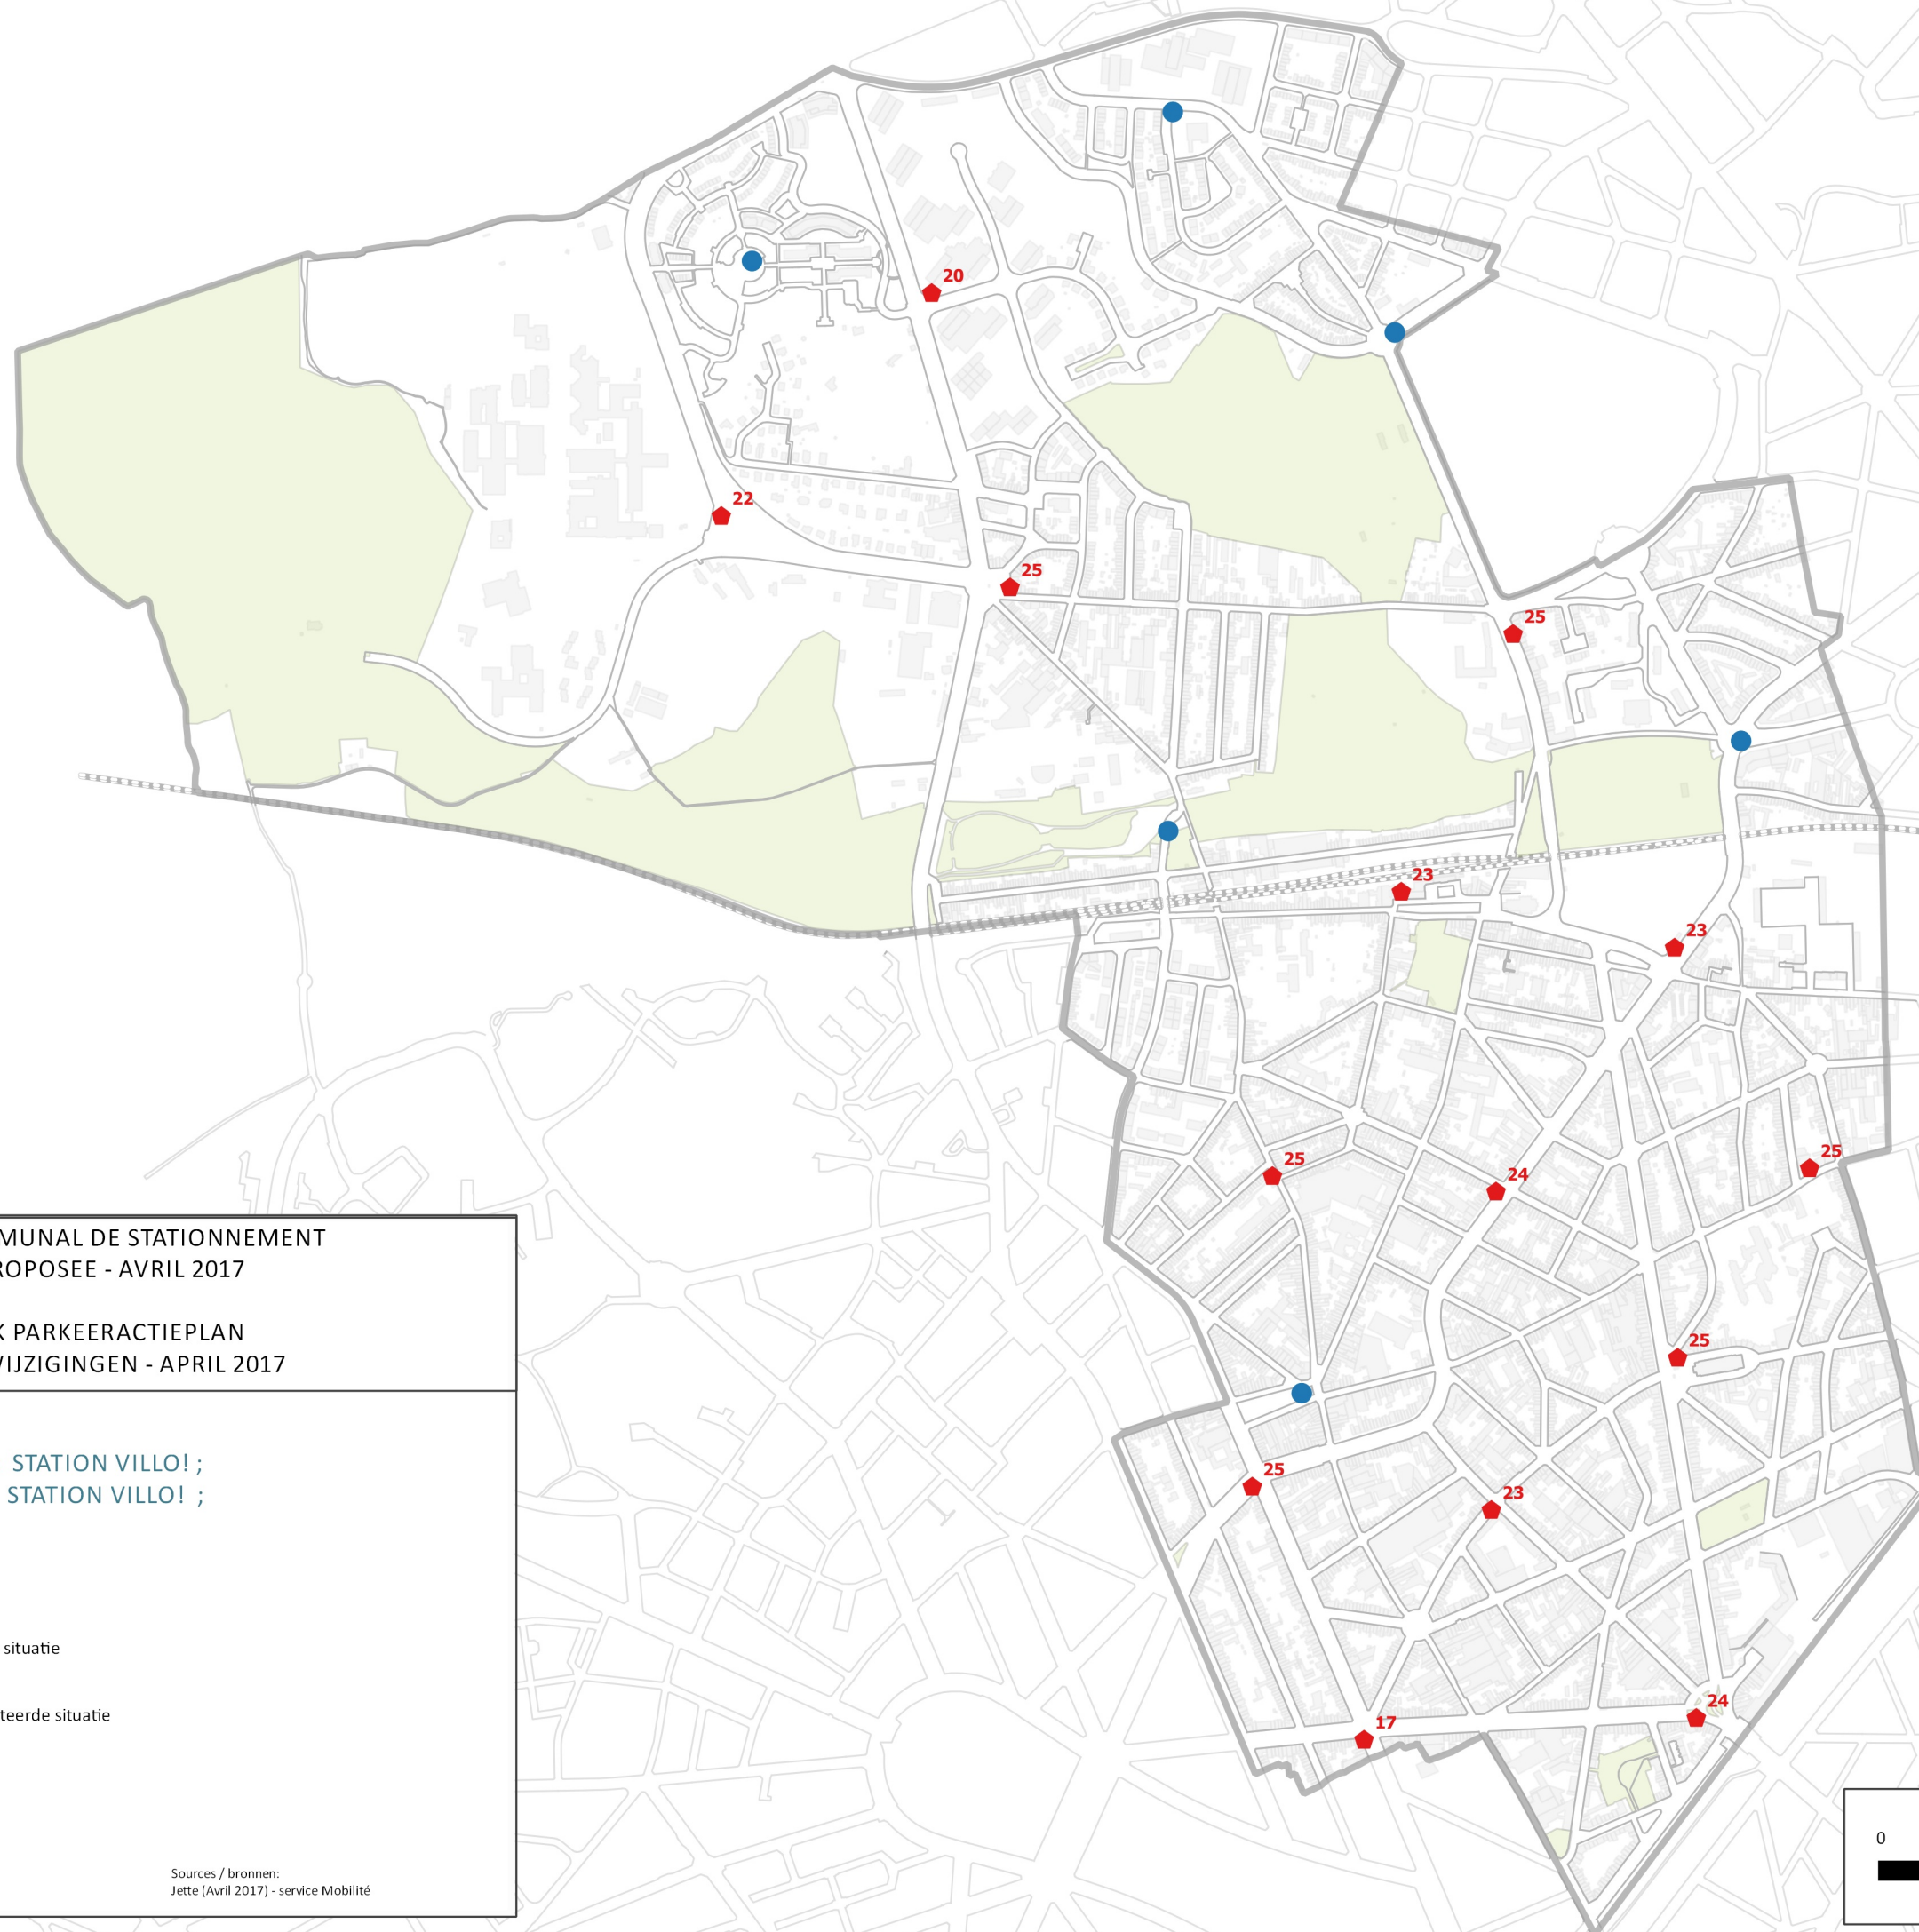 20
22
25
25
23
23
25
24
25
25
25
23
24
17
MUNAL DE STATIONNEMENT
ROPOSEE - AVRIL 2017
K PARKEERACTIEPLAN
VIJZIGINGEN - APRIL 2017
STATION VILLO! ;
STATION VILLO! ;
situatie
teerde situatie
Sources / bronnen:
Jette (Avril 2017) - service Mobilité
0